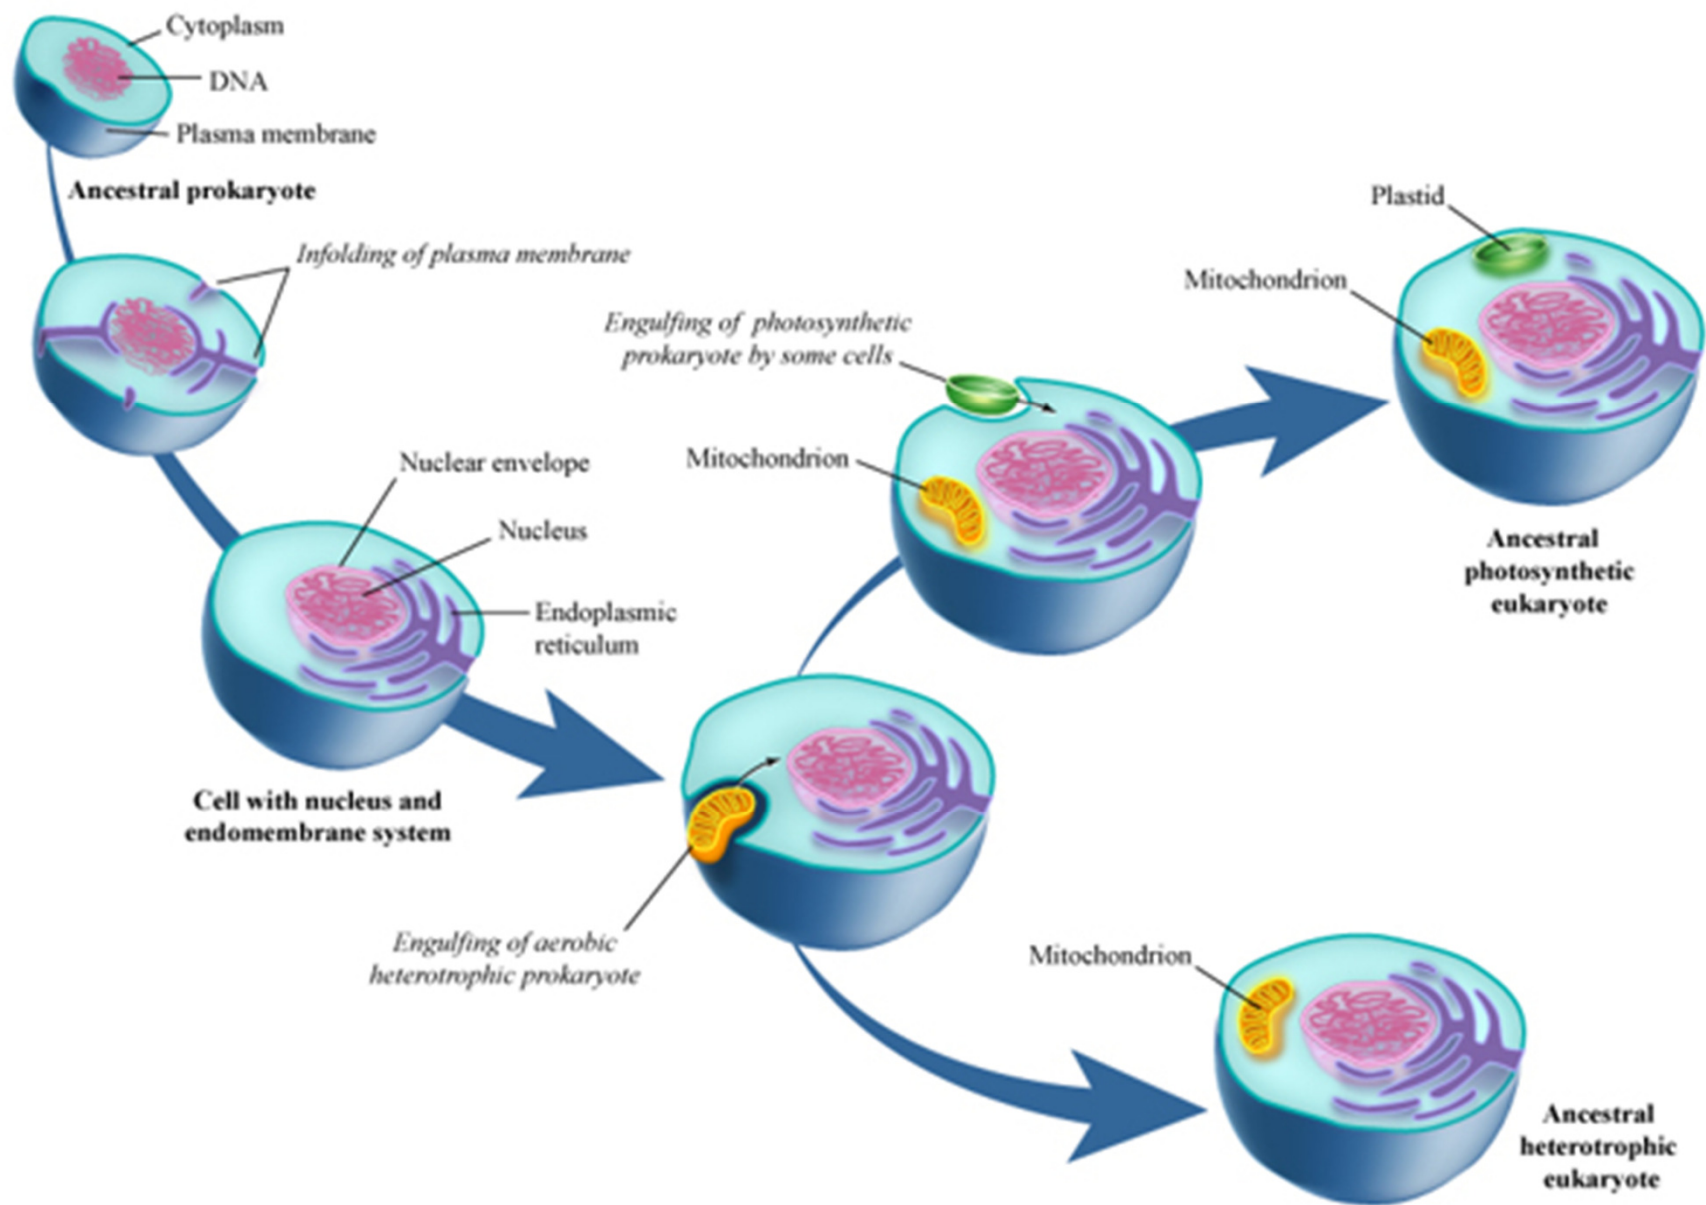 Cytoplasm
DNA
Plasma membrane
Ancestral prokaryote
Infolding of plasma membrane
Nuclear envelope
Nucleus
Endoplasmic
reticulum
Cell with nucleus and
endomembrane system
Engulfing of aerobic
heterotrophic prokaryote
Engulfing of photosynthetic
prokaryote by some cells
Mitochondrion
Plastid
Mitochondrion
Ancestral
photosynthetic
eukaryote
Mitochondrion
Ancestral
heterotrophic
eukaryote